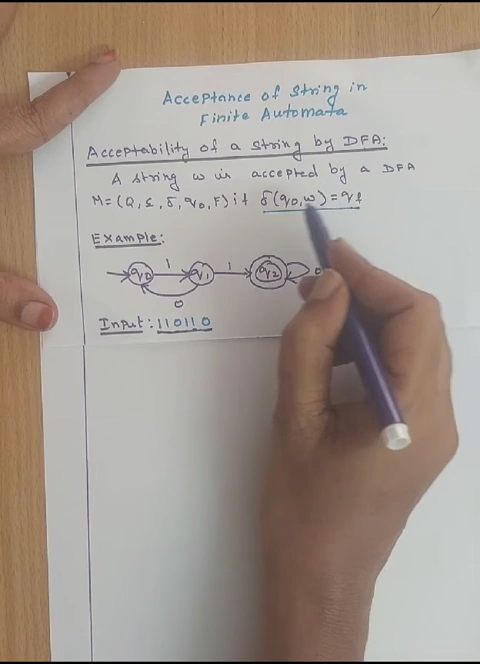 Acceptance of String in
Finite Automata
Acceptability of a string by DFA:
A string w is accepted by a DFA
M = (Q, Σ, δ, q0, F) if δ(q0, w) = qf
Example:
q0 1 q1 1 q2 0
0
Input: 110110